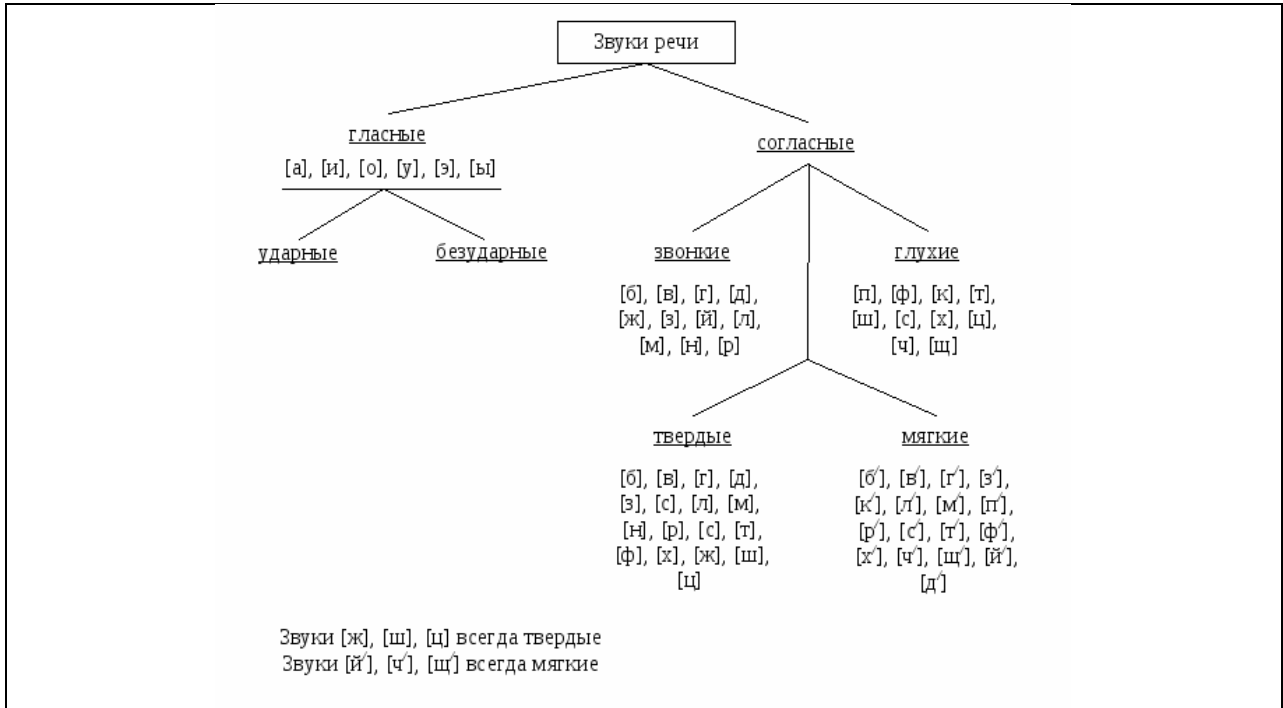 Звуки речи
гласные
[а], [и], [о], [у], [э], [ы]
ударные
безударные
согласные
звонкие
[б], [в], [г], [д],
[ж], [з], [й], [л],
[м], [н], [р]
глухие
[п], [ф], [к], [т],
[ш], [с], [х], [ц],
[ч], [щ]
твердые
[б], [в], [г], [д],
[з], [с], [л], [м],
[н], [р], [с], [т],
[ф], [х], [ж], [ш],
[ц]
мягкие
[б′], [в′], [г′], [з′],
[к′], [л′], [м′], [п′],
[р′], [с′], [т′], [ф′],
[х′], [ч′], [щ′], [й′],
[д′]
Звуки [ж], [ш], [ц] всегда твердые
Звуки [й′], [ч′], [щ′] всегда мягкие